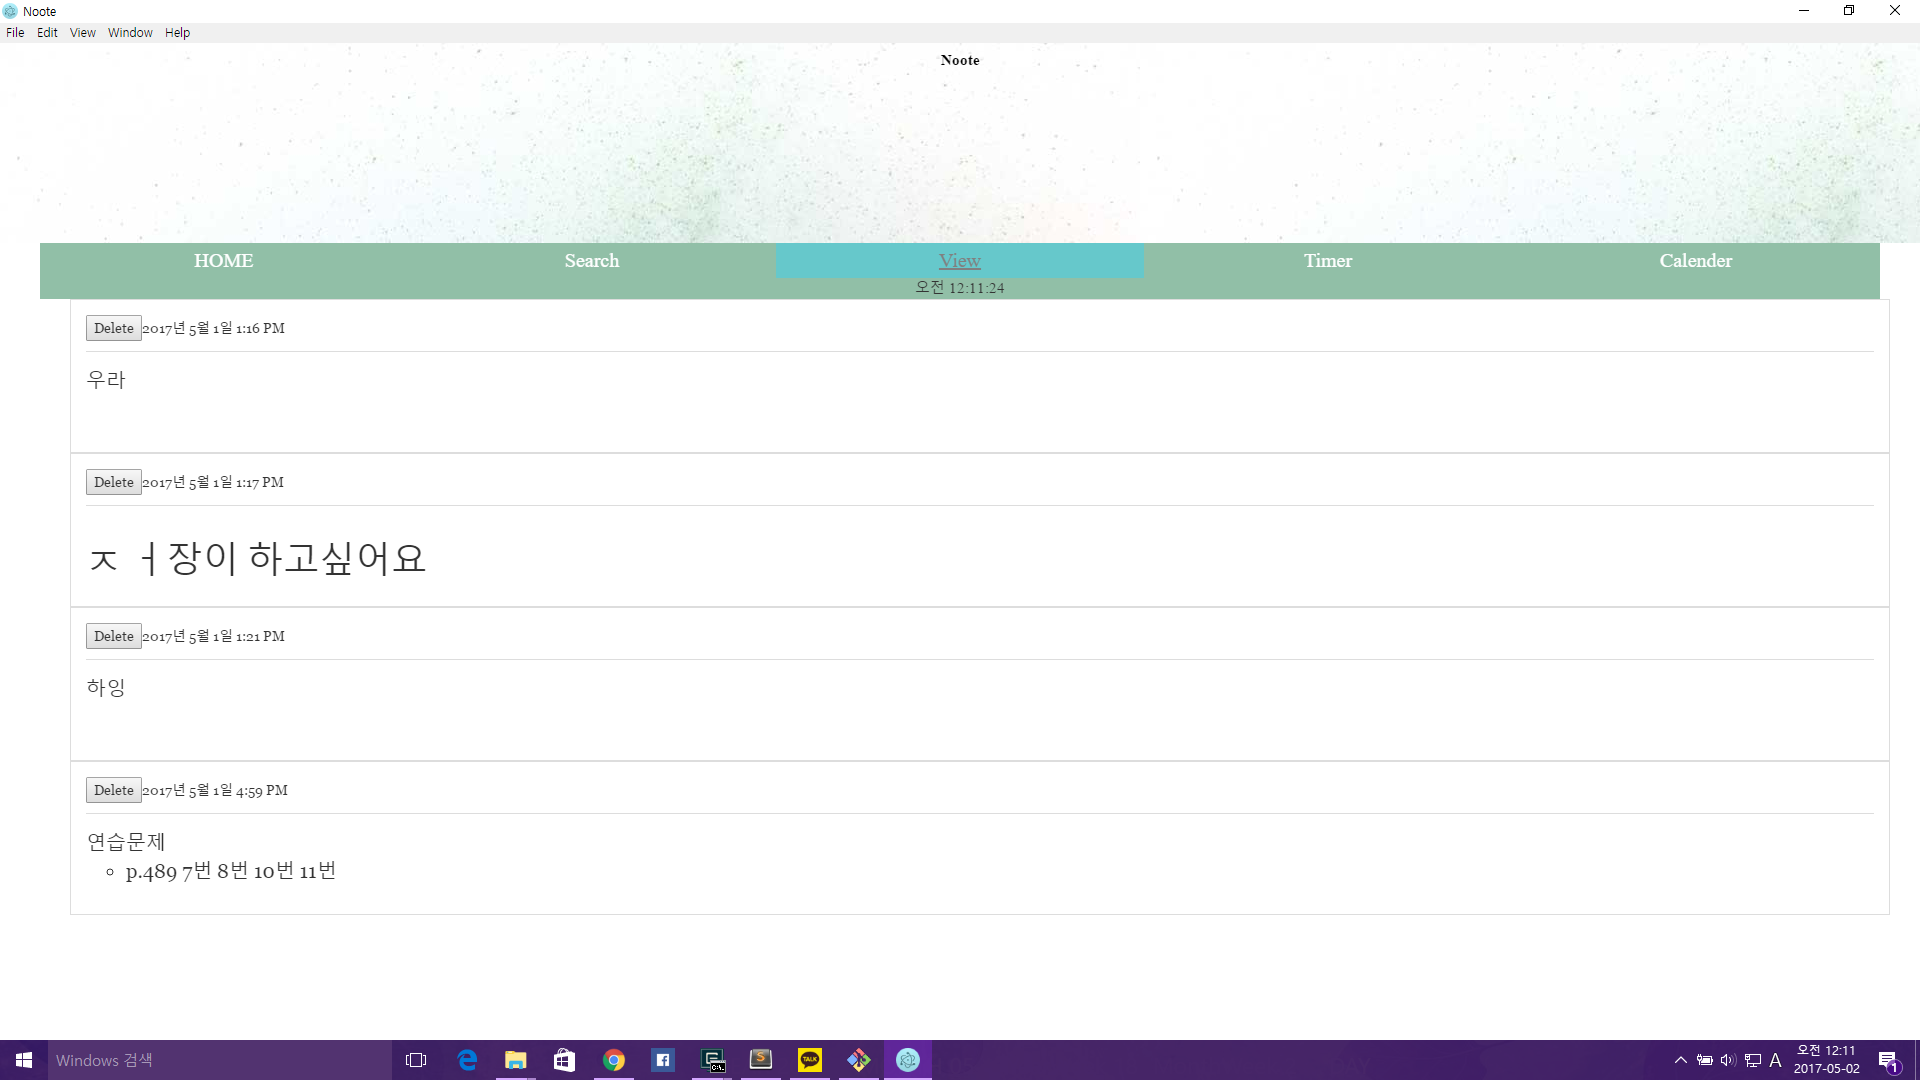 Noote
File Edit View Window Help
Noote
HOME Search View Timer Calender
오전 12:11:24
Delete 2017년 5월 1일 1:16 PM
우라
Delete 2017년 5월 1일 1:17 PM
ㅈ ㅓ장이 하고싶어요
Delete 2017년 5월 1일 1:21 PM
하잉
Delete 2017년 5월 1일 4:59 PM
연습문제
p.489 7번 8번 10번 11번
Windows 검색
TALK
C:\.
A
오전 12:11
2017-05-02
1